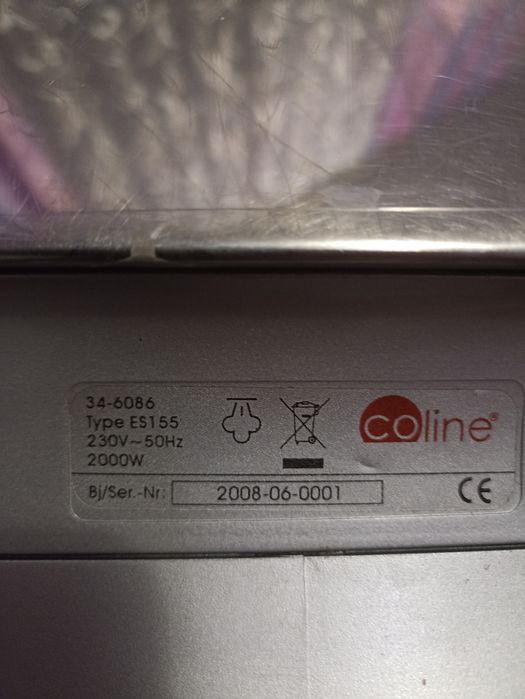 34-6086
Type ES155
230V~50Hz
2000W
coline®
Bj/Ser.-Nr: 2008-06-0001
CE